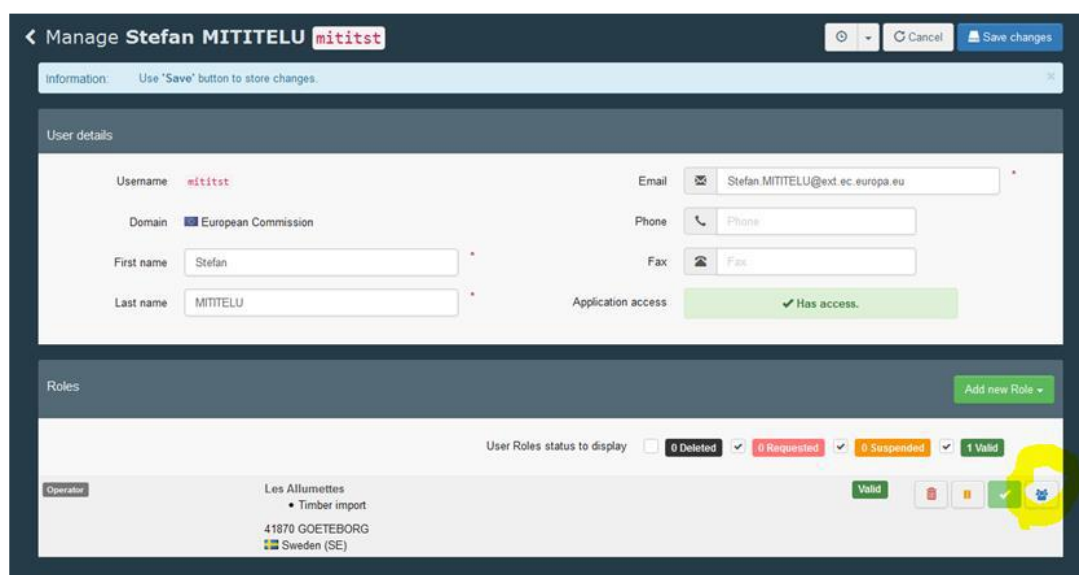 Manage Stefan MITITELU mititst
Cancel
Save changes
Information: Use 'Save' button to store changes.
User details
Username mititst
Email Stefan.MITITELU@ext.ec.europa.eu *
Domain European Commission
Phone Phone
First name Stefan *
Fax Fax
Last name MITITELU *
Application access Has access.
Roles
Add new Role
User Roles status to display 0 Deleted 0 Requested 0 Suspended 1 Valid
Operator Les Allumettes Valid
• Timber import
41870 GOETEBORG
Sweden (SE)